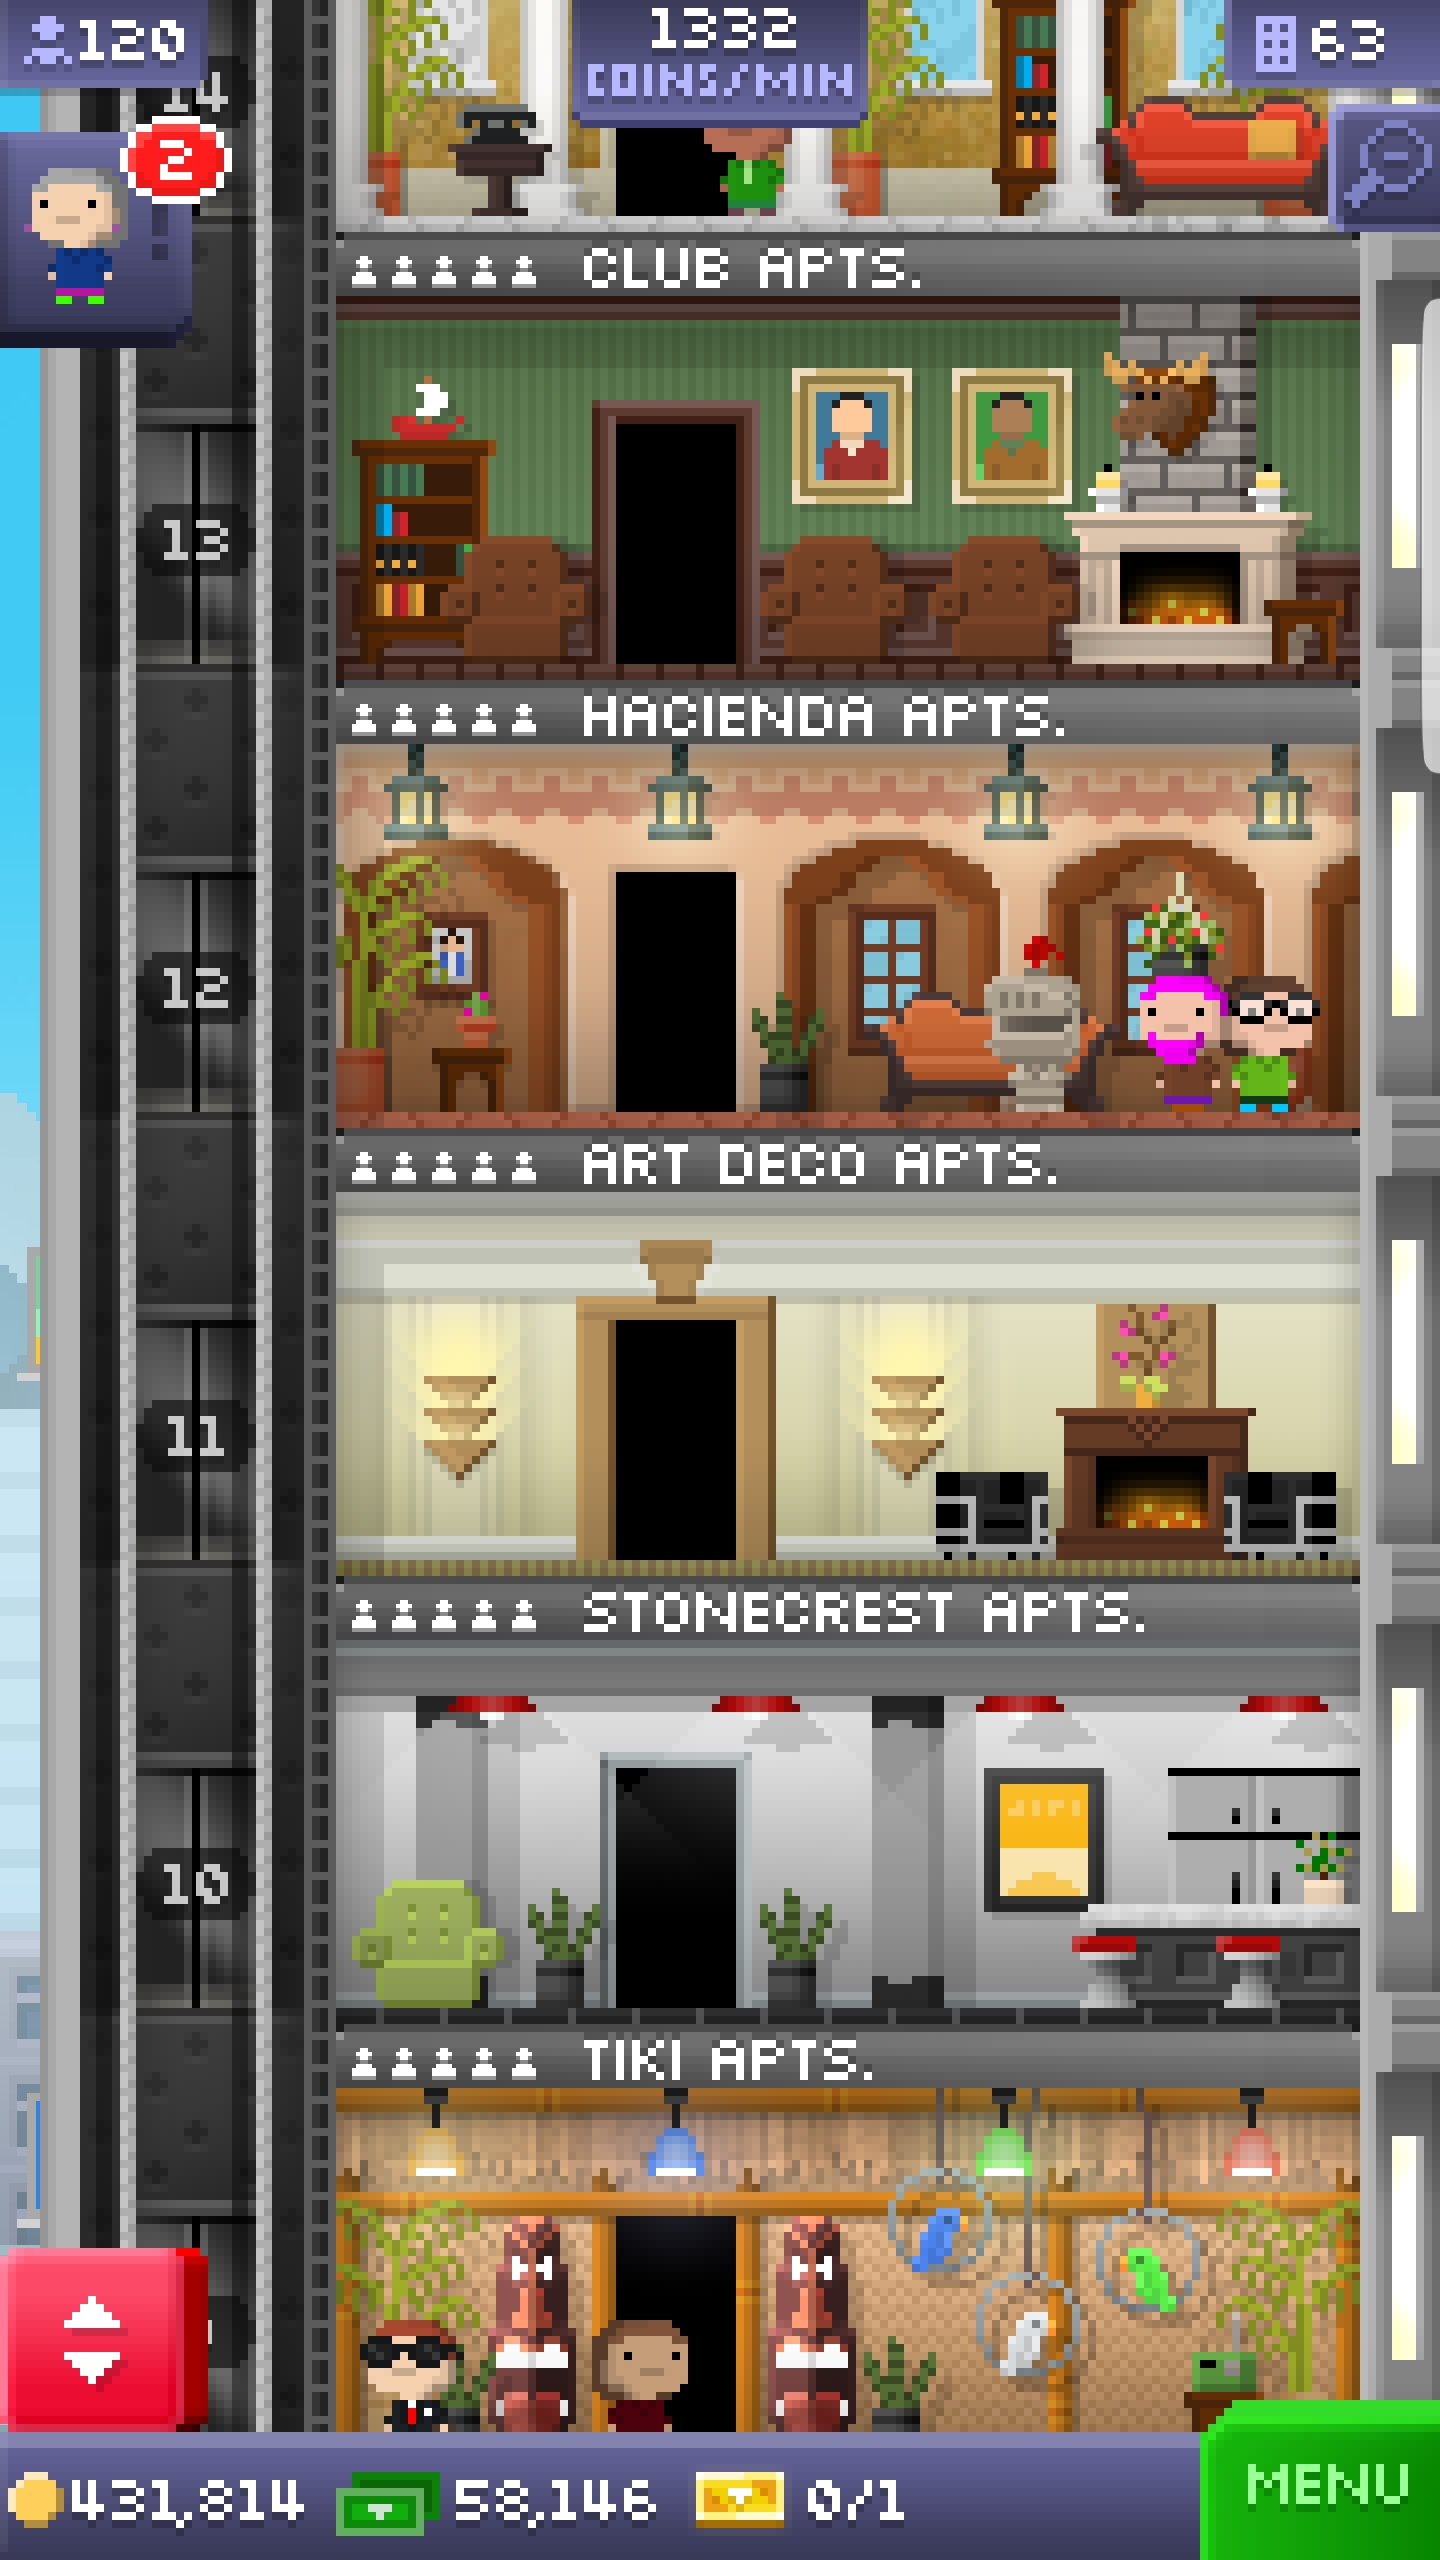 120
1332
COINS/MIN
63
14
2
CLUB APTS.
13
HACIENDA APTS.
12
ART DECO APTS.
11
STONECREST APTS.
10
TIKI APTS.
431,814
58,146
0/1
MENU